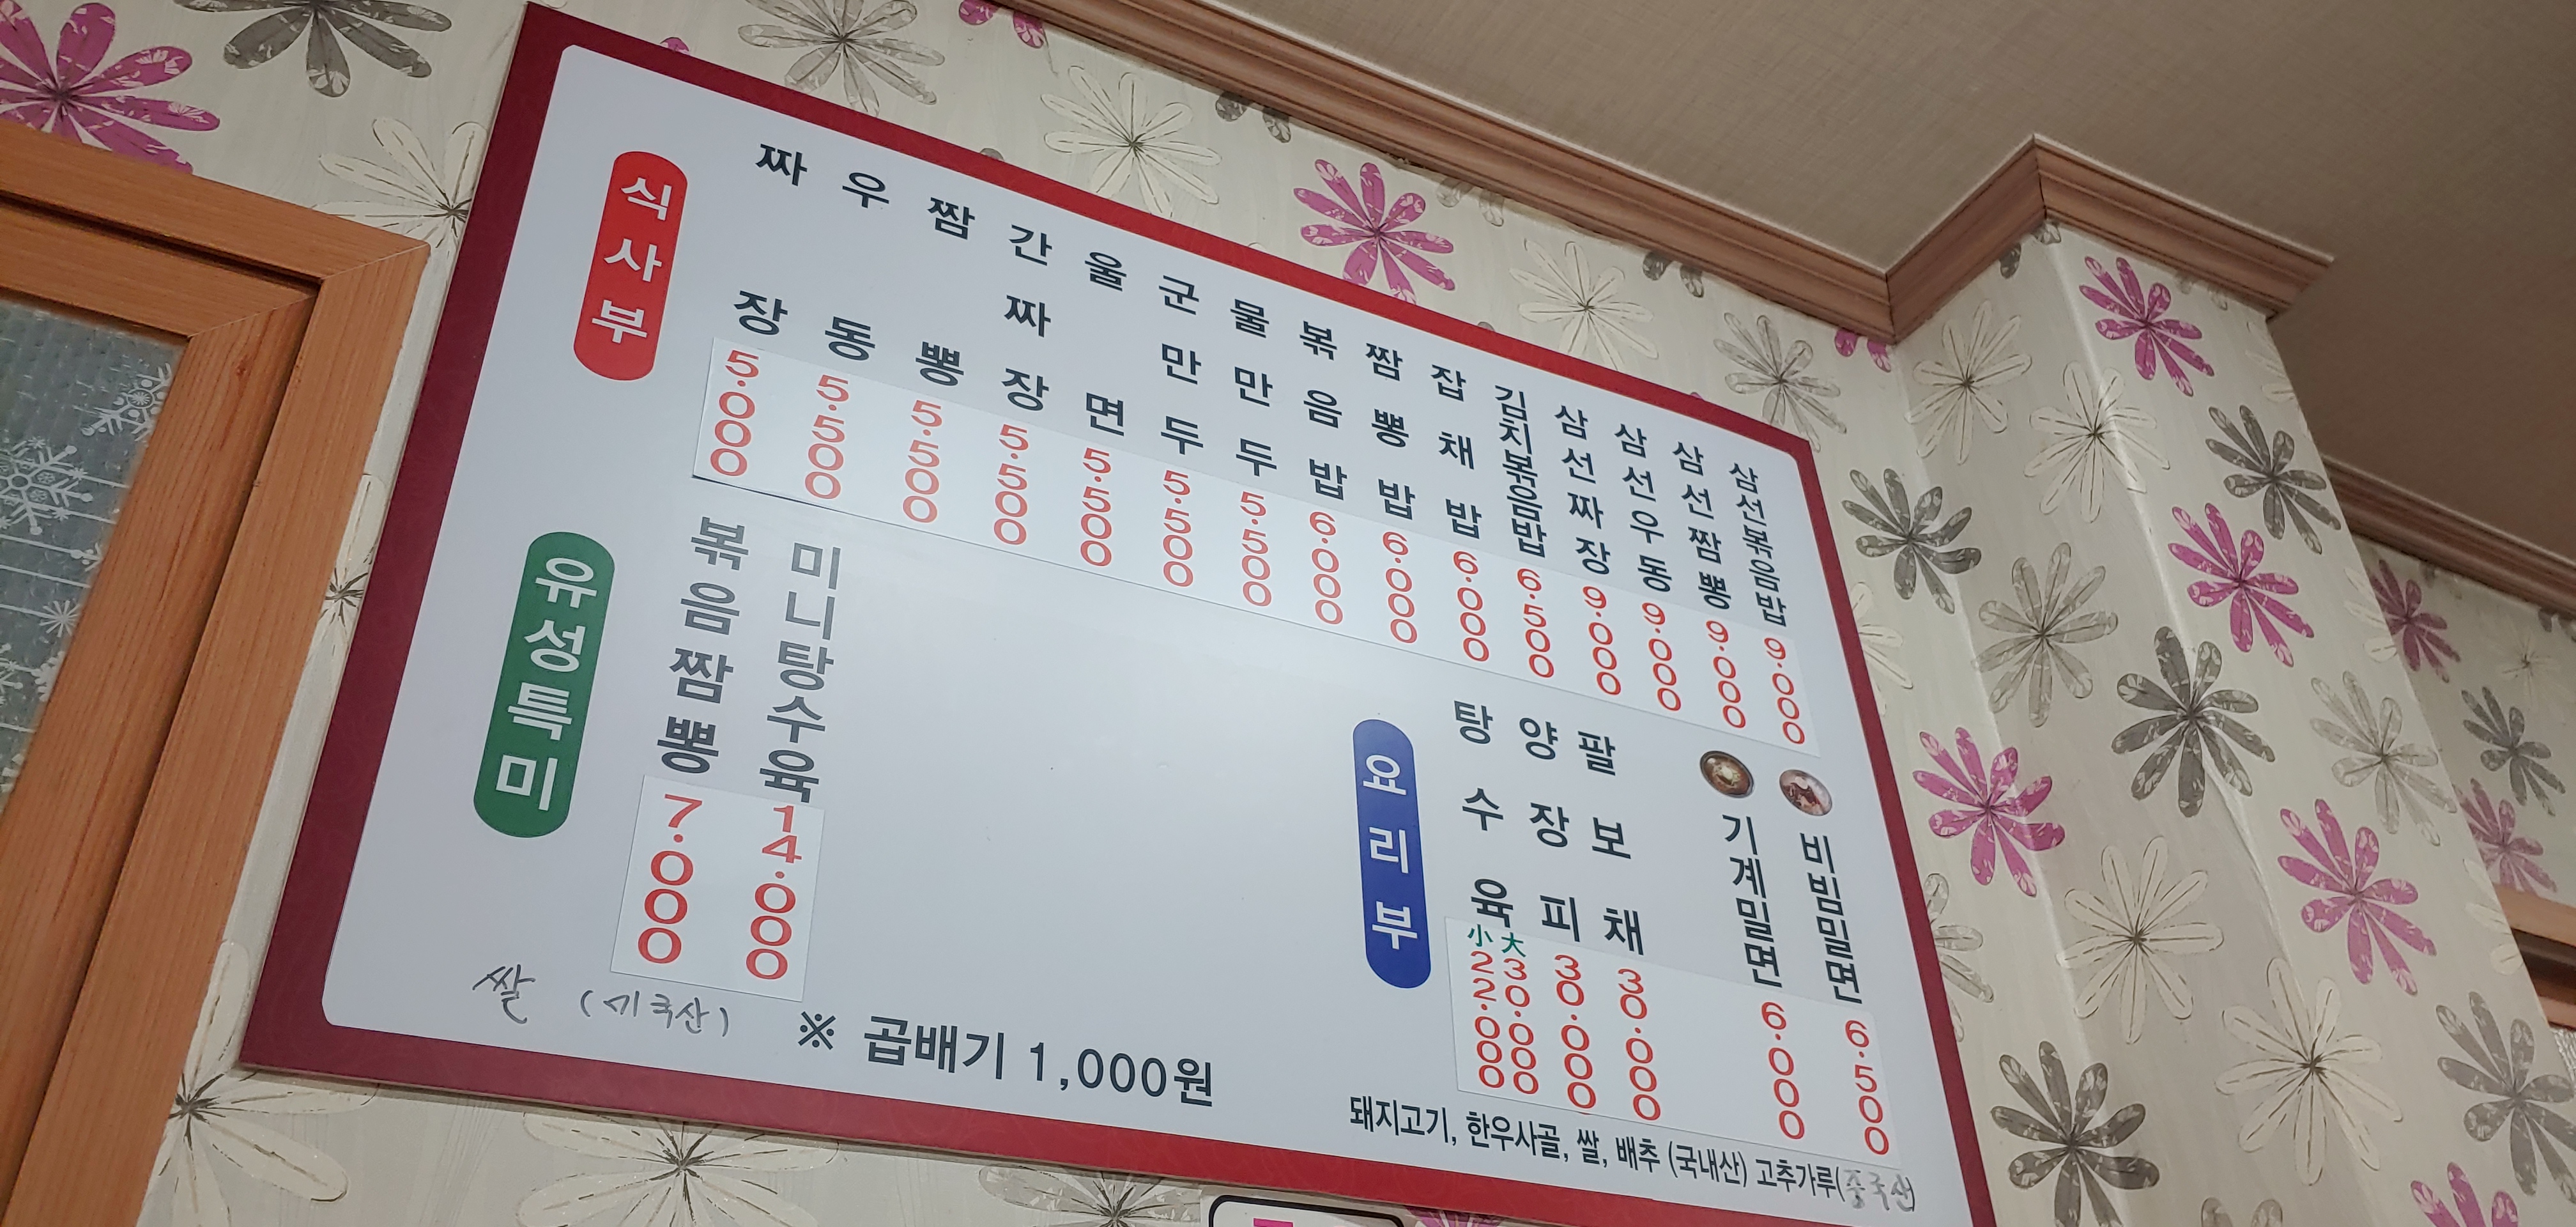 식사부
짜장 5.000
우동 5.500
짬뽕 5.500
간짜장 5.500
울면 5.500
군만두 5.500
물만두 5.500
볶음밥 6.000
짬뽕밥 6.000
잡채밥 6.000
김치볶음밥 6.500
삼선짜장 9.000
삼선우동 9.000
삼선짬뽕 9.000
삼선볶음밥 9.000
유성특미
볶음짬뽕 7.000
미니탕수육 14.000
요리부
탕수육 小 22.000 大 30.000
양장피 30.000
팔보채 30.000
기계밀면 6.000
비빔밀면 6.500
쌀 (미국산)
※ 곱배기 1,000원
돼지고기, 한우사골, 쌀, 배추 (국내산) 고추가루(중국산)